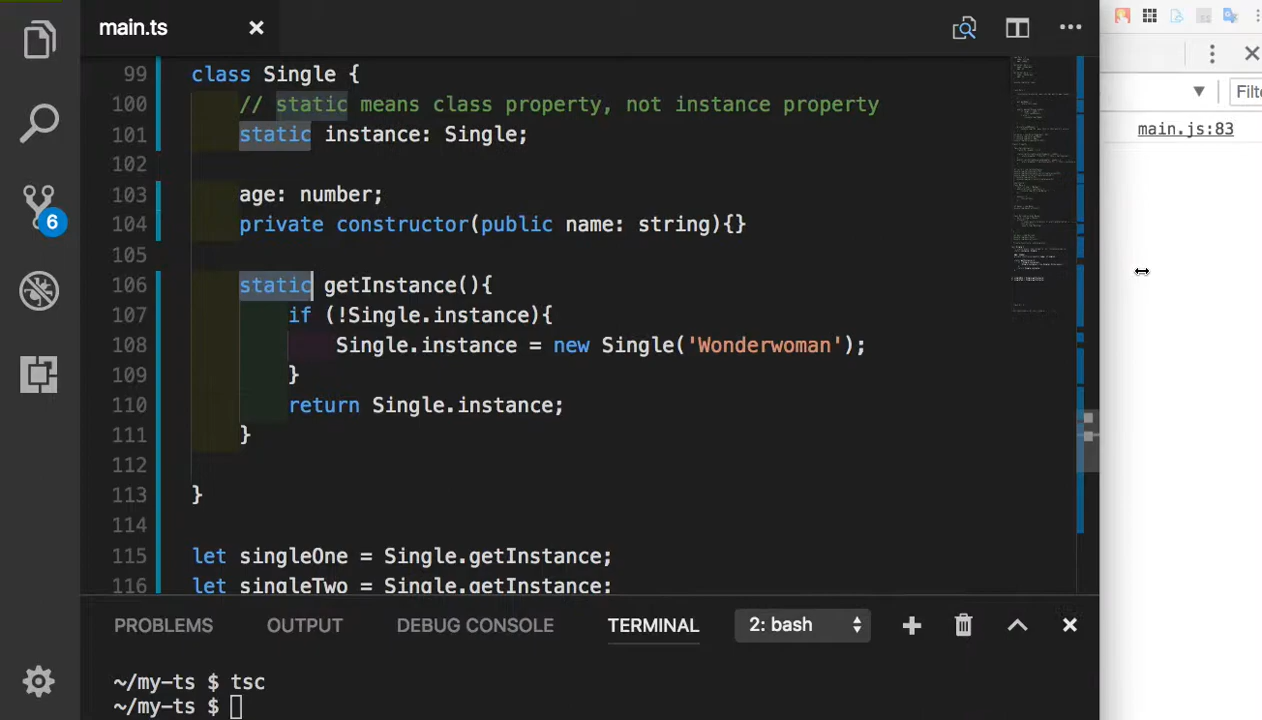 main.ts
99 class Single {
100 // static means class property, not instance property
101 static instance: Single;
102
103 age: number;
104 private constructor(public name: string){}
105
106 static getInstance(){
107 if (!Single.instance){
108 Single.instance = new Single('Wonderwoman');
109 }
110 return Single.instance;
111 }
112
113 }
114
115 let singleOne = Single.getInstance;
116 let singleTwo = Single.getInstance;
6
PROBLEMS OUTPUT DEBUG CONSOLE TERMINAL 2: bash
~/my-ts $ tsc
~/my-ts $
Filte
main.js:83